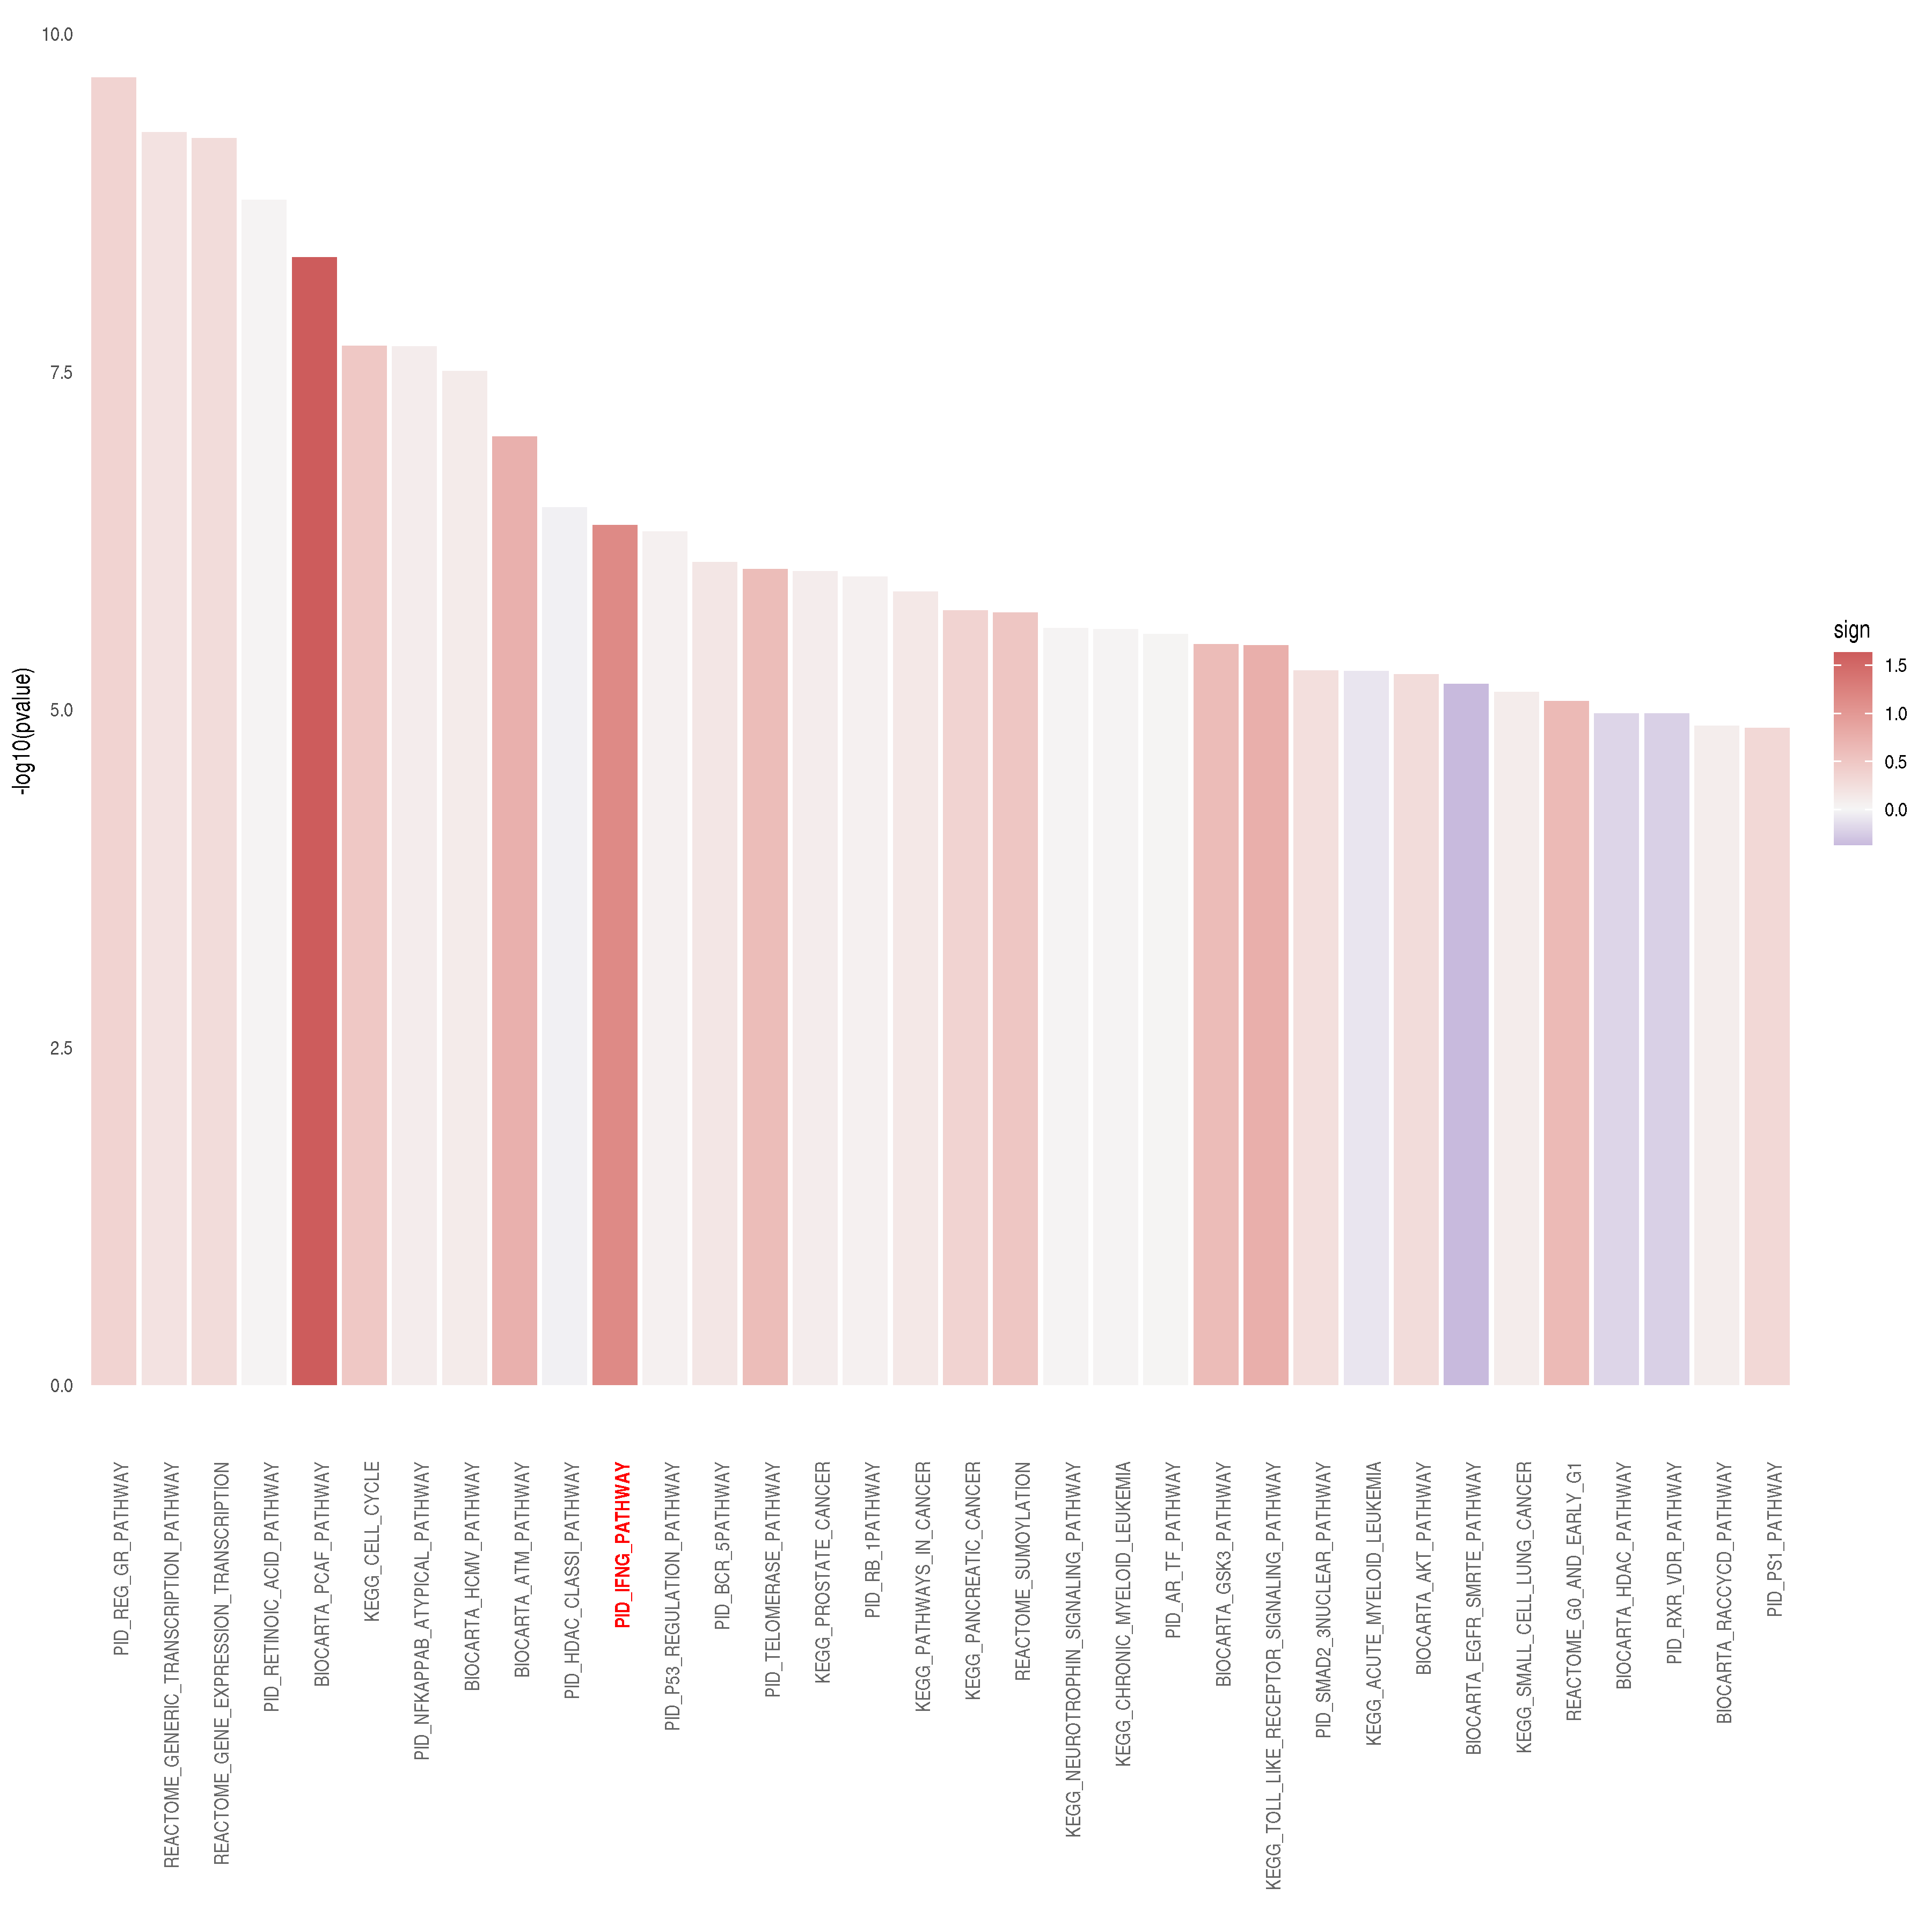 10.0
7.5
5.0
2.5
0.0
-log10(pvalue)
PID_REG_GR_PATHWAY
REACTOME_GENERIC_TRANSCRIPTION_PATHWAY
REACTOME_GENE_EXPRESSION_TRANSCRIPTION
PID_RETINOIC_ACID_PATHWAY
BIOCARTA_PCAF_PATHWAY
KEGG_CELL_CYCLE
PID_NFKAPPAB_ATYPICAL_PATHWAY
BIOCARTA_HCMV_PATHWAY
BIOCARTA_ATM_PATHWAY
PID_HDAC_CLASSI_PATHWAY
PID_IFNG_PATHWAY
PID_P53_REGULATION_PATHWAY
PID_BCR_5PATHWAY
PID_TELOMERASE_PATHWAY
KEGG_PROSTATE_CANCER
PID_RB_1PATHWAY
KEGG_PATHWAYS_IN_CANCER
KEGG_PANCREATIC_CANCER
REACTOME_SUMOYLATION
KEGG_NEUROTROPHIN_SIGNALING_PATHWAY
KEGG_CHRONIC_MYELOID_LEUKEMIA
PID_AR_TF_PATHWAY
BIOCARTA_GSK3_PATHWAY
KEGG_TOLL_LIKE_RECEPTOR_SIGNALING_PATHWAY
PID_SMAD2_3NUCLEAR_PATHWAY
KEGG_ACUTE_MYELOID_LEUKEMIA
BIOCARTA_AKT_PATHWAY
BIOCARTA_EGFR_SMRTE_PATHWAY
KEGG_SMALL_CELL_LUNG_CANCER
REACTOME_G0_AND_EARLY_G1
BIOCARTA_HDAC_PATHWAY
PID_RXR_VDR_PATHWAY
BIOCARTA_RACCYCD_PATHWAY
PID_PS1_PATHWAY
sign
1.5
1.0
0.5
0.0